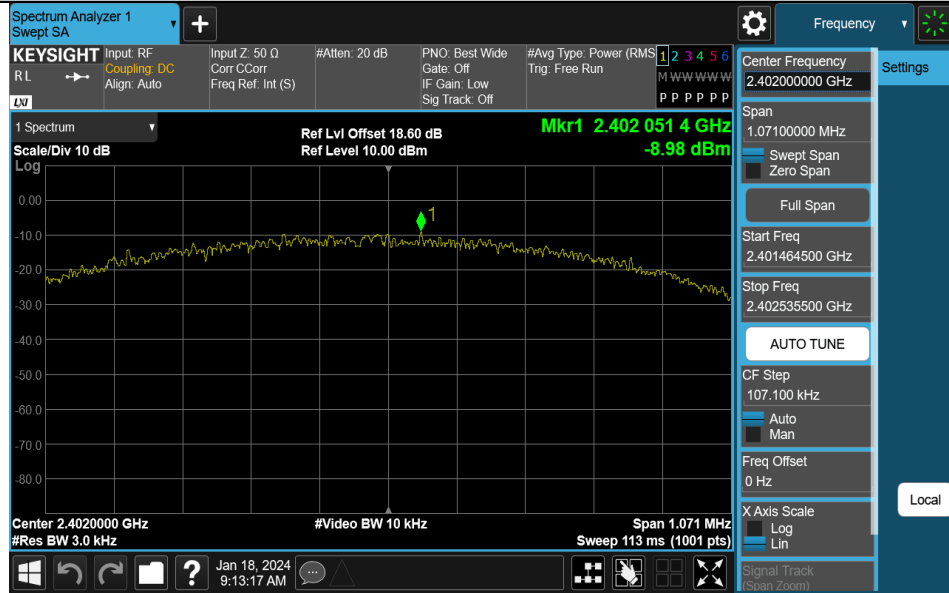 Spectrum Analyzer 1
Swept SA
+
Frequency
KEYSIGHT
R L
LXI
Input: RF
Coupling: DC
Align: Auto
Input Z: 50 Ω
Corr CCorr
Freq Ref: Int (S)
#Atten: 20 dB
PNO: Best Wide
Gate: Off
IF Gain: Low
Sig Track: Off
#Avg Type: Power (RMS
Trig: Free Run
1 2 3 4 5 6
M W W W W W
P P P P P P
Center Frequency
2.402000000 GHz
Settings
Span
1.07100000 MHz
Swept Span
Zero Span
Full Span
Start Freq
2.401464500 GHz
Stop Freq
2.402535500 GHz
AUTO TUNE
CF Step
107.100 kHz
Auto
Man
Freq Offset
0 Hz
X Axis Scale
Log
Lin
Signal Track
(Span Zoom)
Local
1 Spectrum
Scale/Div 10 dB
Log
Ref Lvl Offset 18.60 dB
Ref Level 10.00 dBm
Mkr1 2.402 051 4 GHz
-8.98 dBm
1
0.00
-10.0
-20.0
-30.0
-40.0
-50.0
-60.0
-70.0
-80.0
Center 2.4020000 GHz
#Res BW 3.0 kHz
#Video BW 10 kHz
Span 1.071 MHz
Sweep 113 ms (1001 pts)
?
Jan 18, 2024
9:13:17 AM